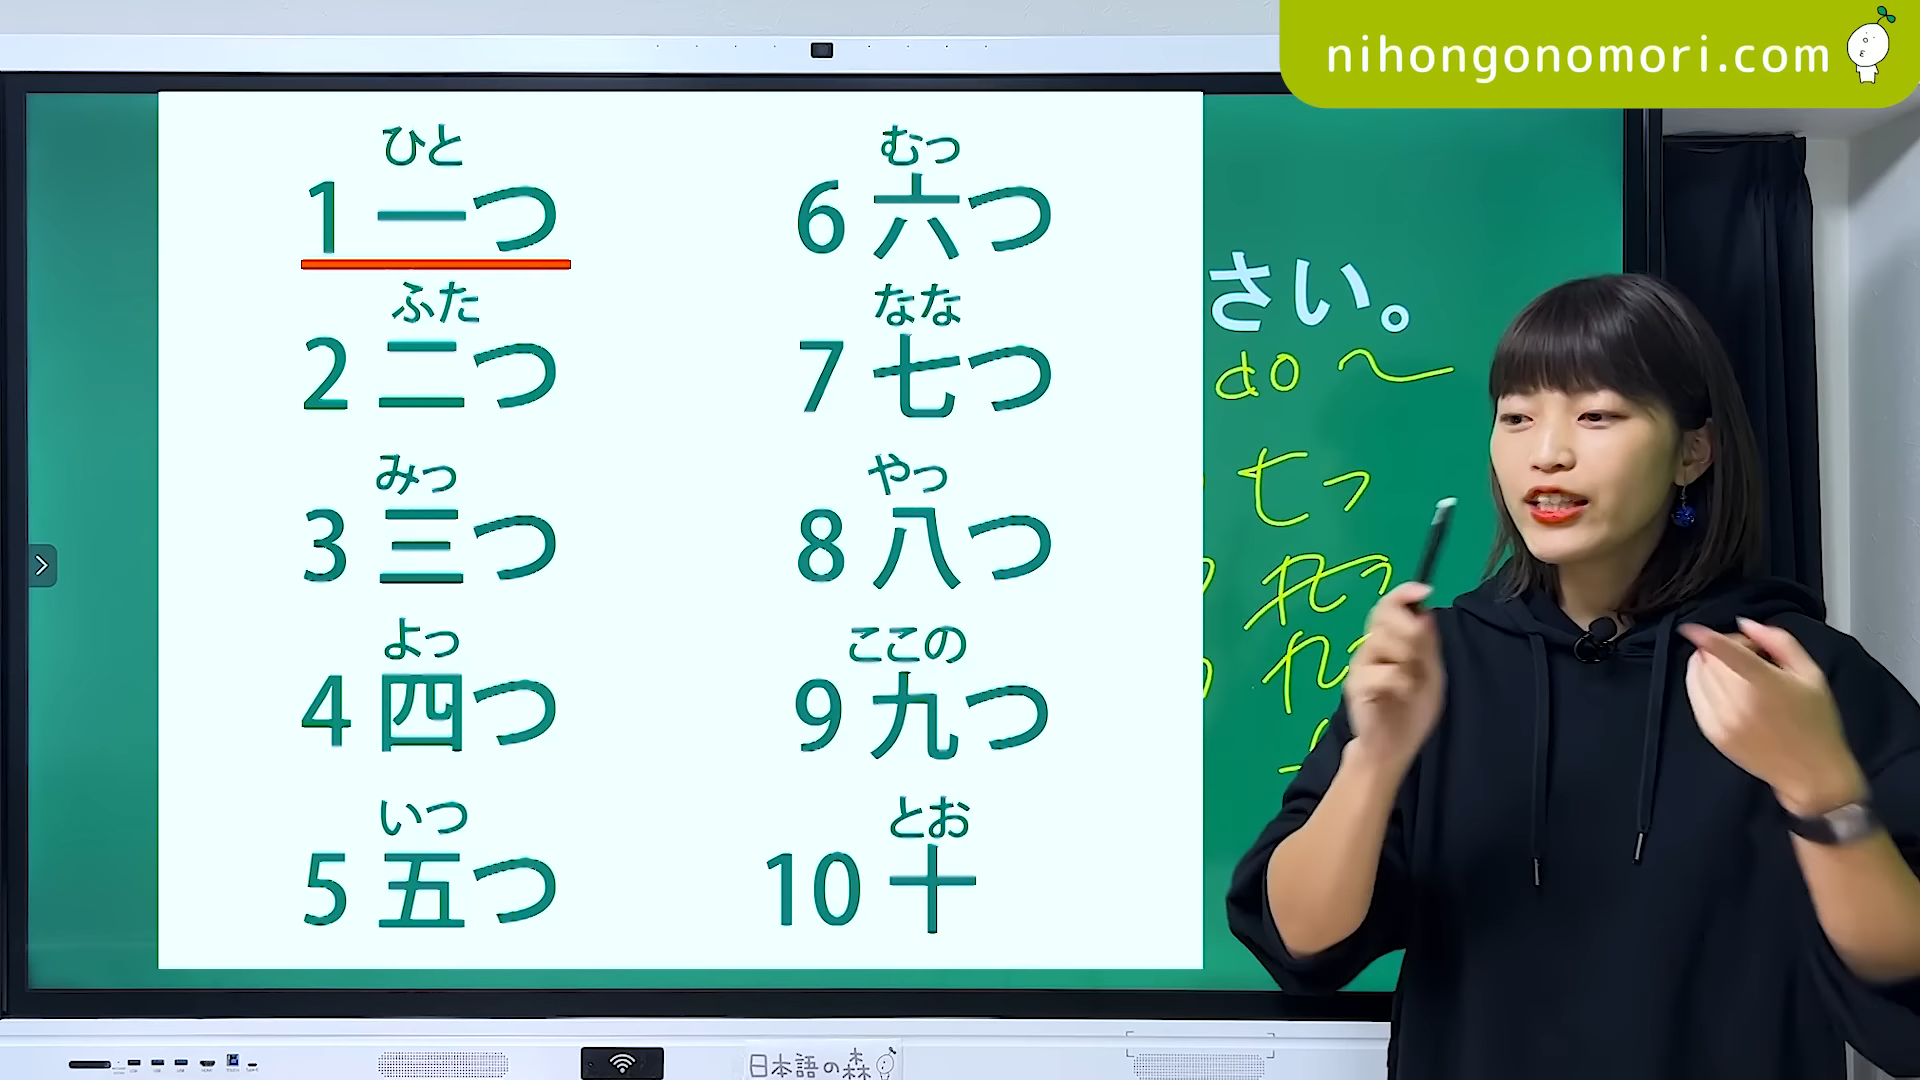 nihongonomori.com
ひと
1 一つ
ふた
2 二つ
みっ
3 三つ
よっ
4 四つ
いつ
5 五つ
むっ
6 六つ
なな
7 七つ
やっ
8 八つ
ここの
9 九つ
とお
10 十
さい。
do 〜
七つ
日本語の森